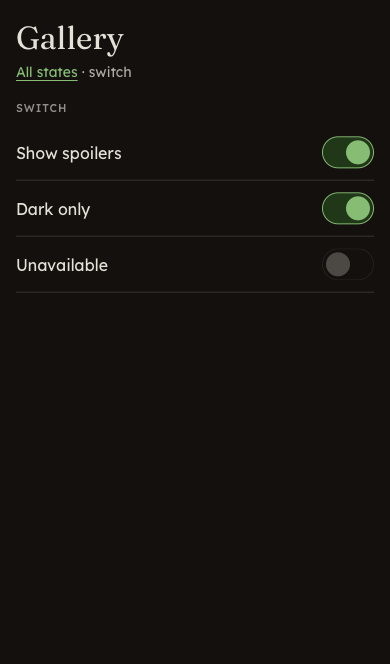 Gallery
All states · switch
SWITCH
Show spoilers
Dark only
Unavailable